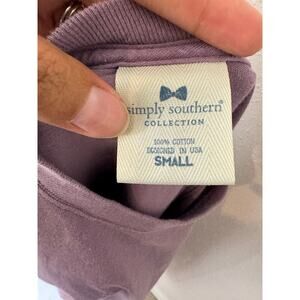 simply southern®
COLLECTION
100% COTTON
DESIGNED IN USA
SMALL